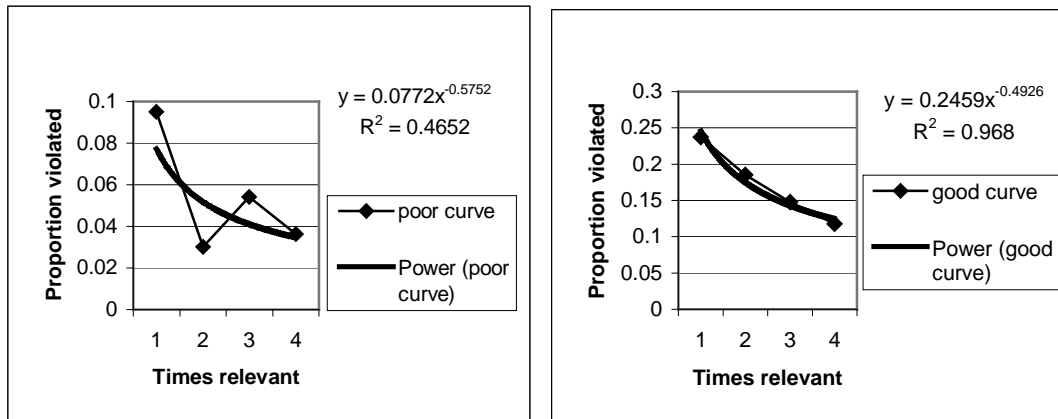 y = 0.0772x^-0.5752
R² = 0.4652
0.1
0.08
0.06
0.04
0.02
0
Proportion violated
1 2 3 4
Times relevant
poor curve
Power (poor
curve)
y = 0.2459x^-0.4926
R² = 0.968
0.3
0.25
0.2
0.15
0.1
0.05
0
Proportion violated
1 2 3 4
Times relevant
good curve
Power (good
curve)